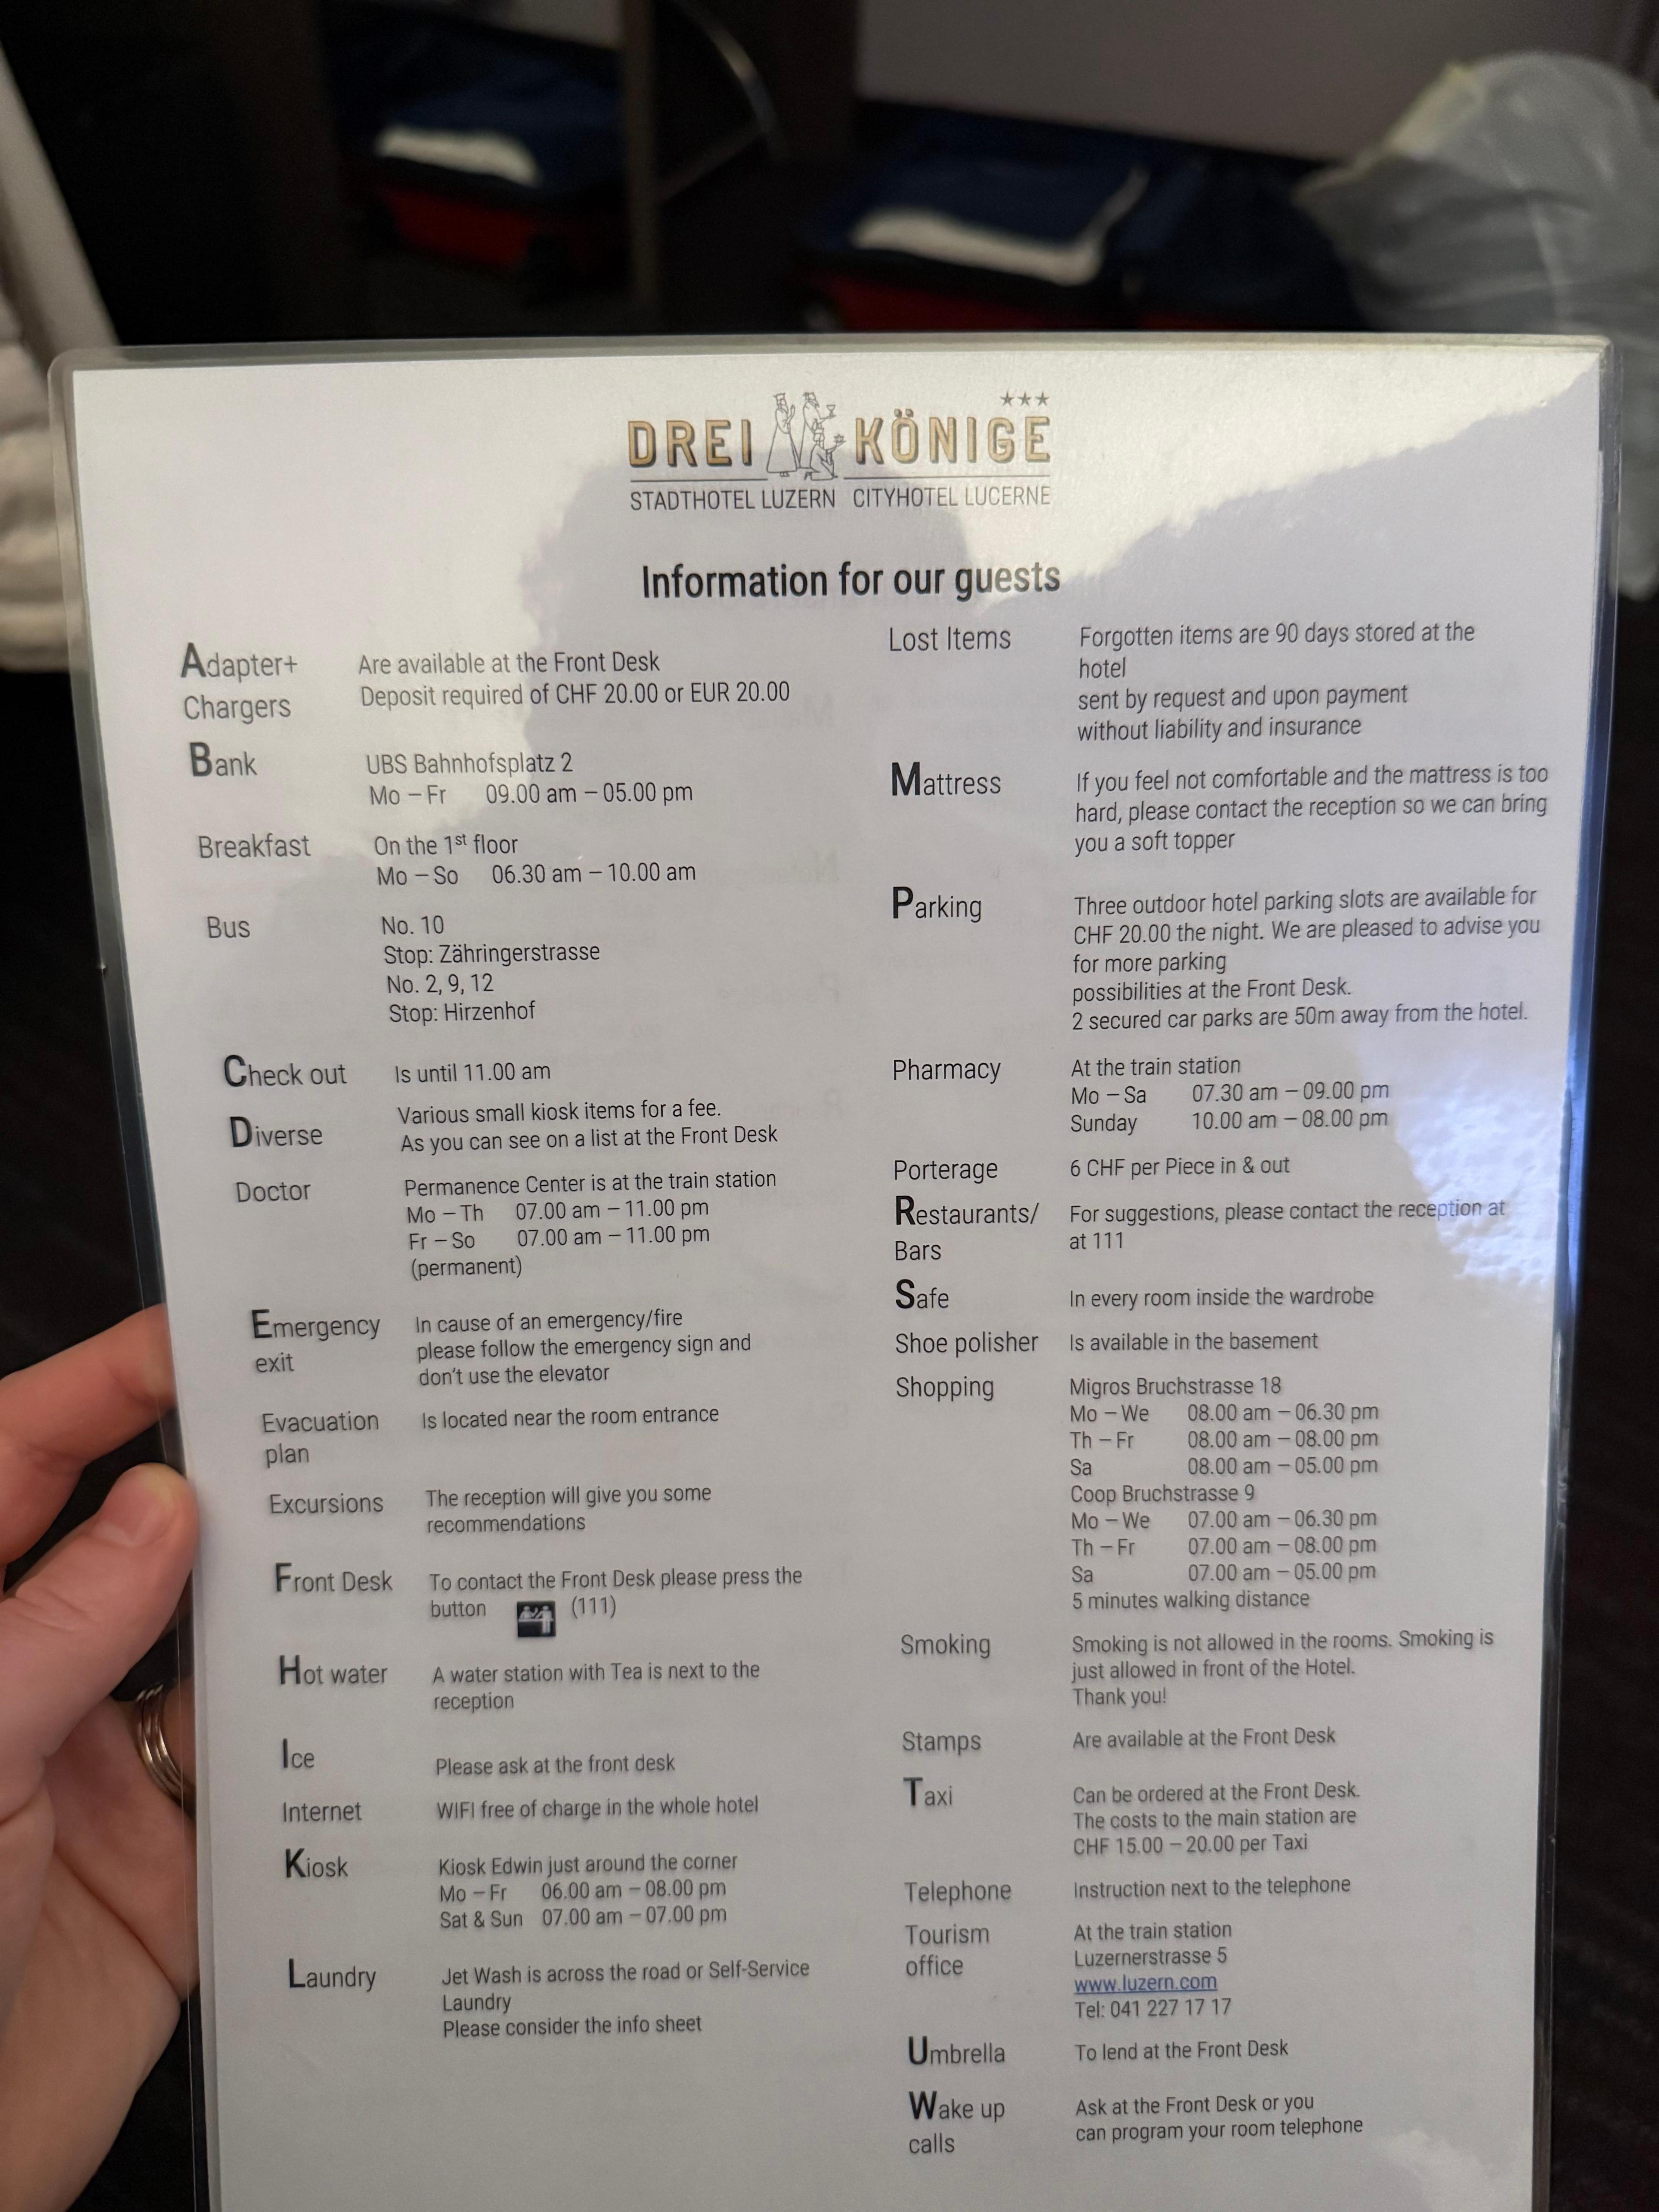 DREI KÖNIGE
STADTHOTEL LUZERN CITYHOTEL LUCERNE
Information for our guests
Adapter+
Chargers
Are available at the Front Desk
Deposit required of CHF 20.00 or EUR 20.00
Bank
UBS Bahnhofsplatz 2
Mo – Fr 09.00 am – 05.00 pm
Breakfast
On the 1st floor
Mo – So 06.30 am – 10.00 am
Bus
No. 10
Stop: Zähringerstrasse
No. 2, 9, 12
Stop: Hirzenhof
Check out
Is until 11.00 am
Diverse
Various small kiosk items for a fee.
As you can see on a list at the Front Desk
Doctor
Permanence Center is at the train station
Mo – Th 07.00 am – 11.00 pm
Fr – So 07.00 am – 11.00 pm
(permanent)
Emergency
exit
In cause of an emergency/fire
please follow the emergency sign and
don't use the elevator
Evacuation
plan
Is located near the room entrance
Excursions
The reception will give you some
recommendations
Front Desk
To contact the Front Desk please press the
button (111)
Hot water
A water station with Tea is next to the
reception
Ice
Please ask at the front desk
Internet
WIFI free of charge in the whole hotel
Kiosk
Kiosk Edwin just around the corner
Mo – Fr 06.00 am – 08.00 pm
Sat & Sun 07.00 am – 07.00 pm
Laundry
Jet Wash is across the road or Self-Service
Laundry
Please consider the info sheet
Lost Items
Forgotten items are 90 days stored at the
hotel
sent by request and upon payment
without liability and insurance
Mattress
If you feel not comfortable and the mattress is too
hard, please contact the reception so we can bring
you a soft topper
Parking
Three outdoor hotel parking slots are available for
CHF 20.00 the night. We are pleased to advise you
for more parking
possibilities at the Front Desk.
2 secured car parks are 50m away from the hotel.
Pharmacy
At the train station
Mo – Sa 07.30 am – 09.00 pm
Sunday 10.00 am – 08.00 pm
Porterage
6 CHF per Piece in & out
Restaurants/
Bars
For suggestions, please contact the reception at
at 111
Safe
In every room inside the wardrobe
Shoe polisher
Is available in the basement
Shopping
Migros Bruchstrasse 18
Mo – We 08.00 am – 06.30 pm
Th – Fr 08.00 am – 08.00 pm
Sa 08.00 am – 05.00 pm
Coop Bruchstrasse 9
Mo – We 07.00 am – 06.30 pm
Th – Fr 07.00 am – 08.00 pm
Sa 07.00 am – 05.00 pm
5 minutes walking distance
Smoking
Smoking is not allowed in the rooms. Smoking is
just allowed in front of the Hotel.
Thank you!
Stamps
Are available at the Front Desk
Taxi
Can be ordered at the Front Desk.
The costs to the main station are
CHF 15.00 – 20.00 per Taxi
Telephone
Instruction next to the telephone
Tourism
office
At the train station
Luzernerstrasse 5
www.luzern.com
Tel: 041 227 17 17
Umbrella
To lend at the Front Desk
Wake up
calls
Ask at the Front Desk or you
can program your room telephone